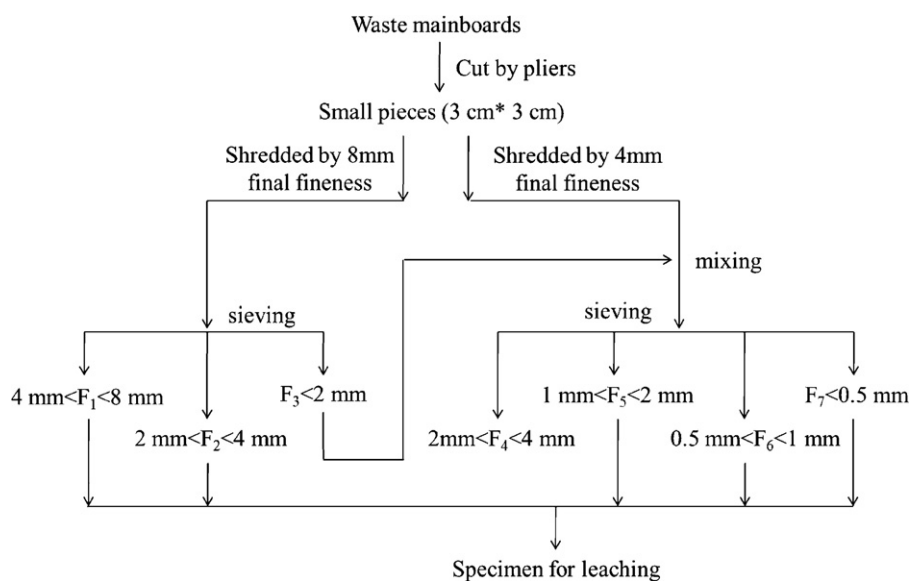 Waste mainboards
Cut by pliers
Small pieces (3 cm* 3 cm)
Shredded by 8mm
final fineness
Shredded by 4mm
final fineness
mixing
sieving
sieving
4 mm<F₁<8 mm
F₃<2 mm
1 mm<F₅<2 mm
F₇<0.5 mm
2 mm<F₂<4 mm
2mm<F₄<4 mm
0.5 mm<F₆<1 mm
Specimen for leaching